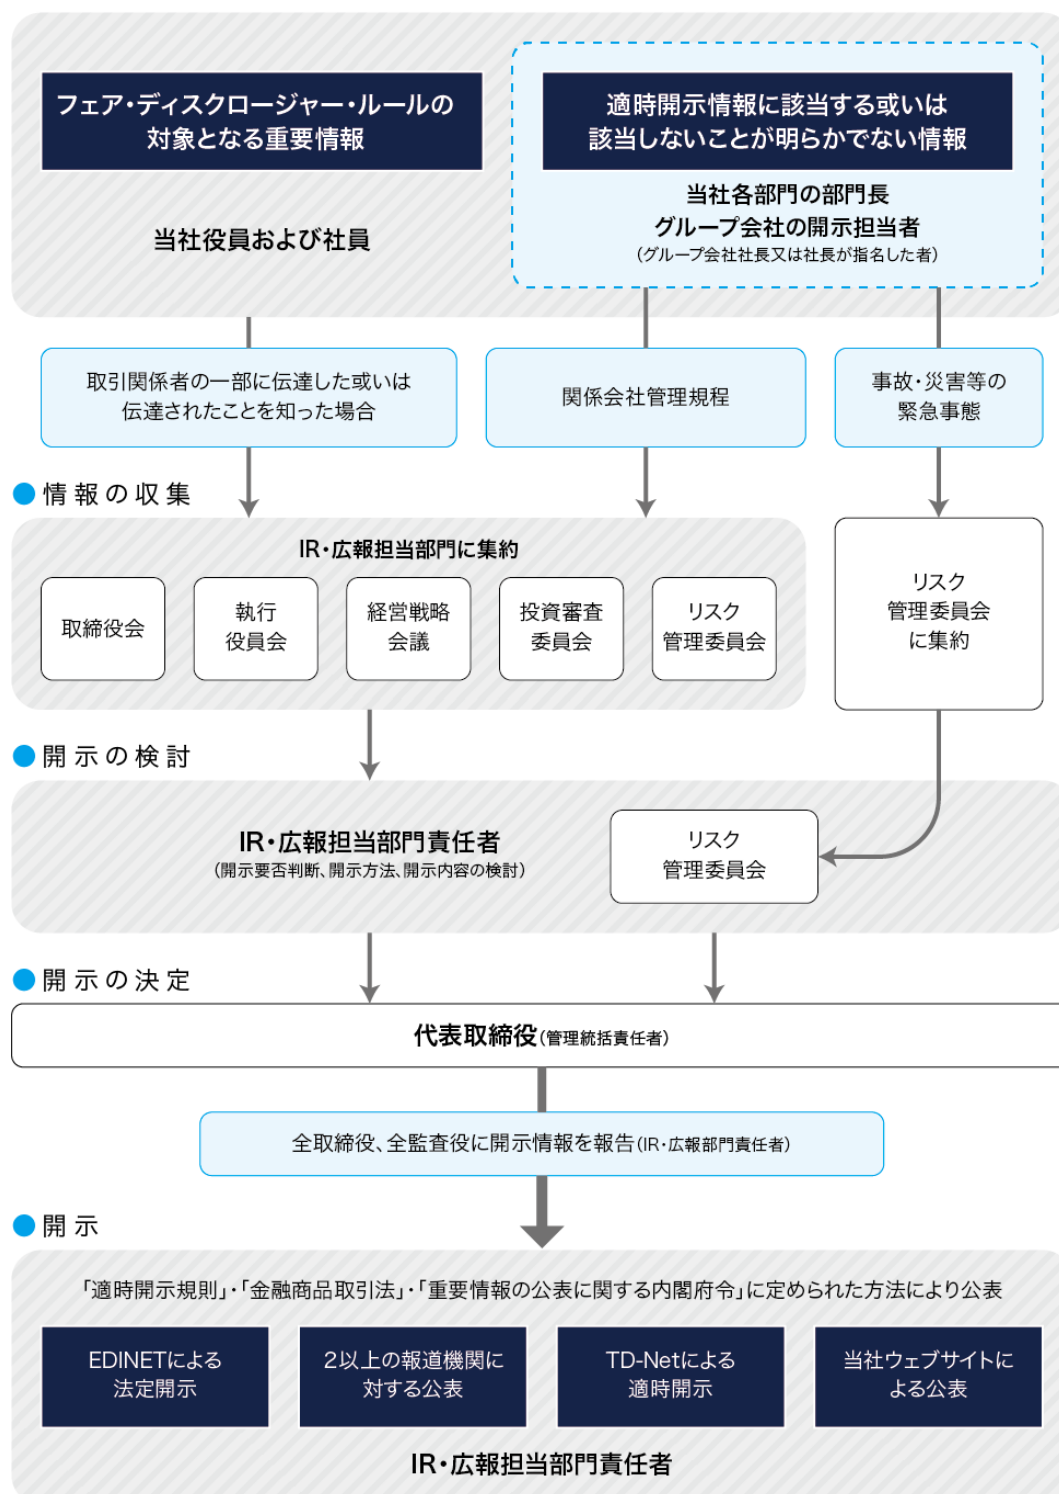 フェア・ディスクロージャー・ルールの
対象となる重要情報
当社役員および社員
適時開示情報に該当する或いは
該当しないことが明らかでない情報
当社各部門の部門長
グループ会社の開示担当者
（グループ会社社長又は社長が指名した者）
取引関係者の一部に伝達した或いは
伝達されたことを知った場合
関係会社管理規程
事故・災害等の
緊急事態
情報の収集
IR・広報担当部門に集約
取締役会
執行
役員会
経営戦略
会議
投資審査
委員会
リスク
管理委員会
リスク
管理委員会
に集約
開示の検討
IR・広報担当部門責任者
（開示要否判断、開示方法、開示内容の検討）
リスク
管理委員会
開示の決定
代表取締役（管理統括責任者）
全取締役、全監査役に開示情報を報告（IR・広報部門責任者）
開示
「適時開示規則」・「金融商品取引法」・「重要情報の公表に関する内閣府令」に定められた方法により公表
EDINETによる
法定開示
2以上の報道機関に
対する公表
TD-Netによる
適時開示
当社ウェブサイトに
よる公表
IR・広報担当部門責任者